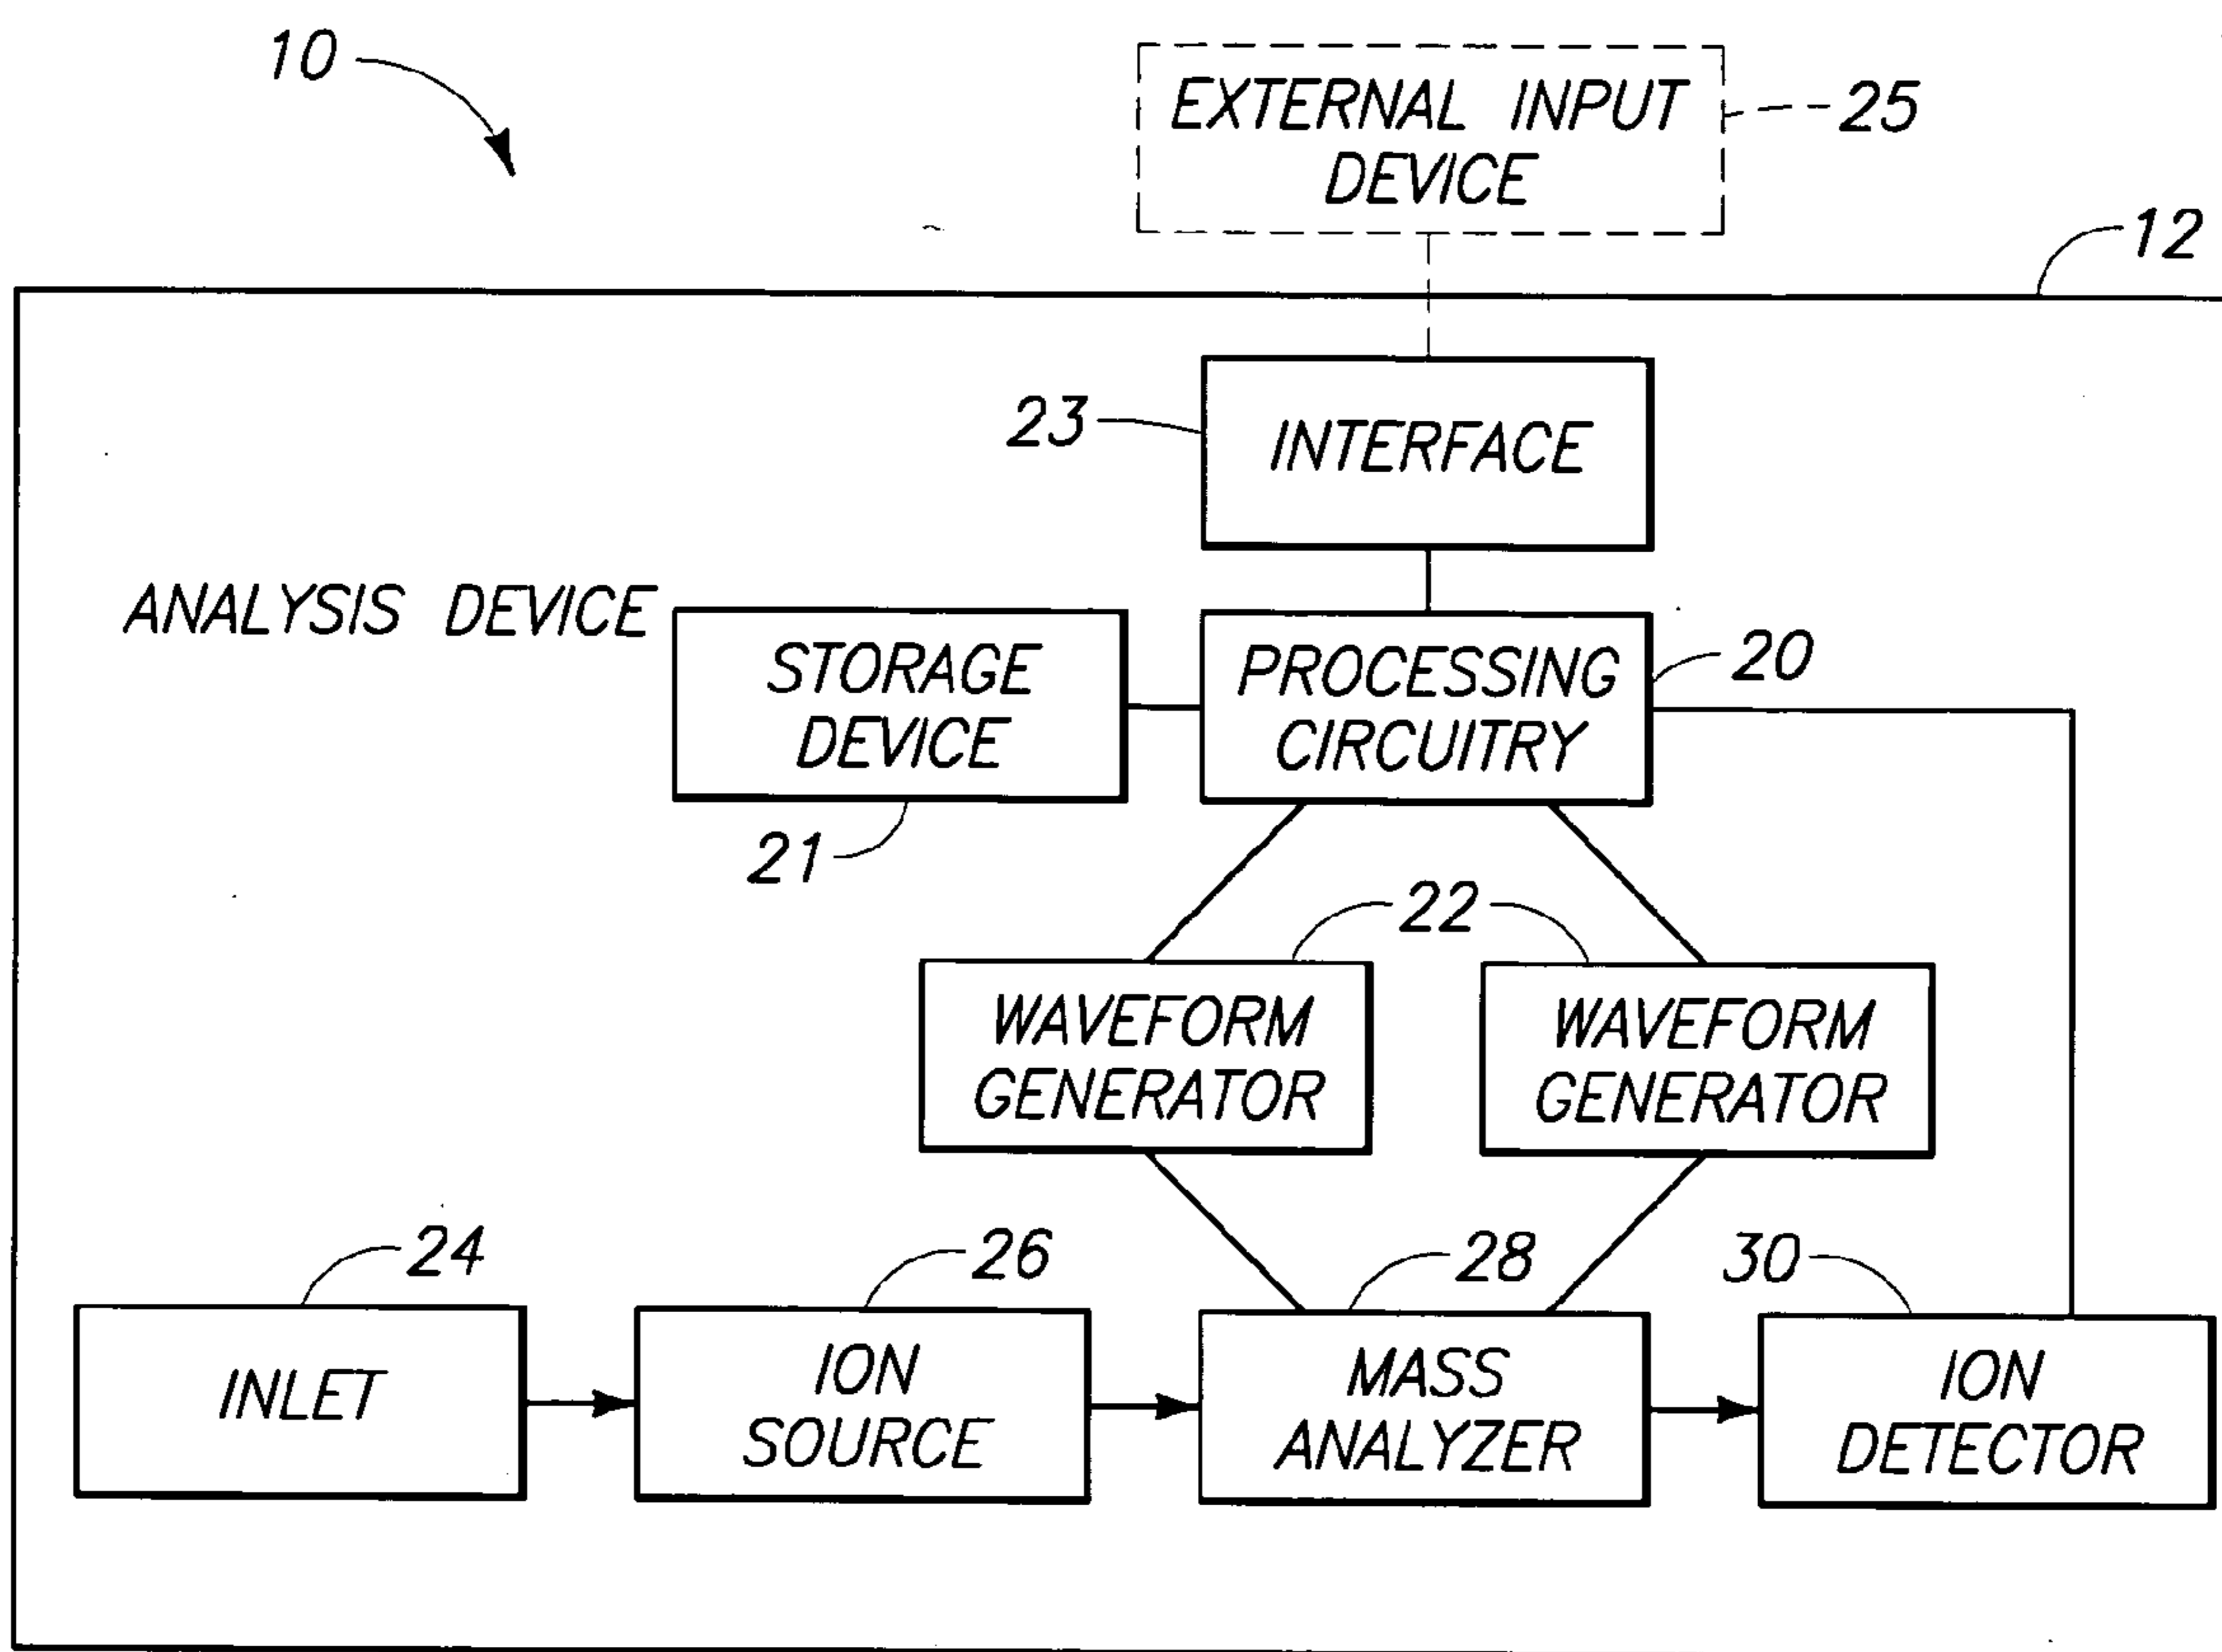 10
EXTERNAL INPUT
DEVICE
25
12
23
INTERFACE
ANALYSIS DEVICE
STORAGE
DEVICE
21
PROCESSING
CIRCUITRY
20
22
WAVEFORM
GENERATOR
WAVEFORM
GENERATOR
24
26
28
30
INLET
ION
SOURCE
MASS
ANALYZER
ION
DETECTOR